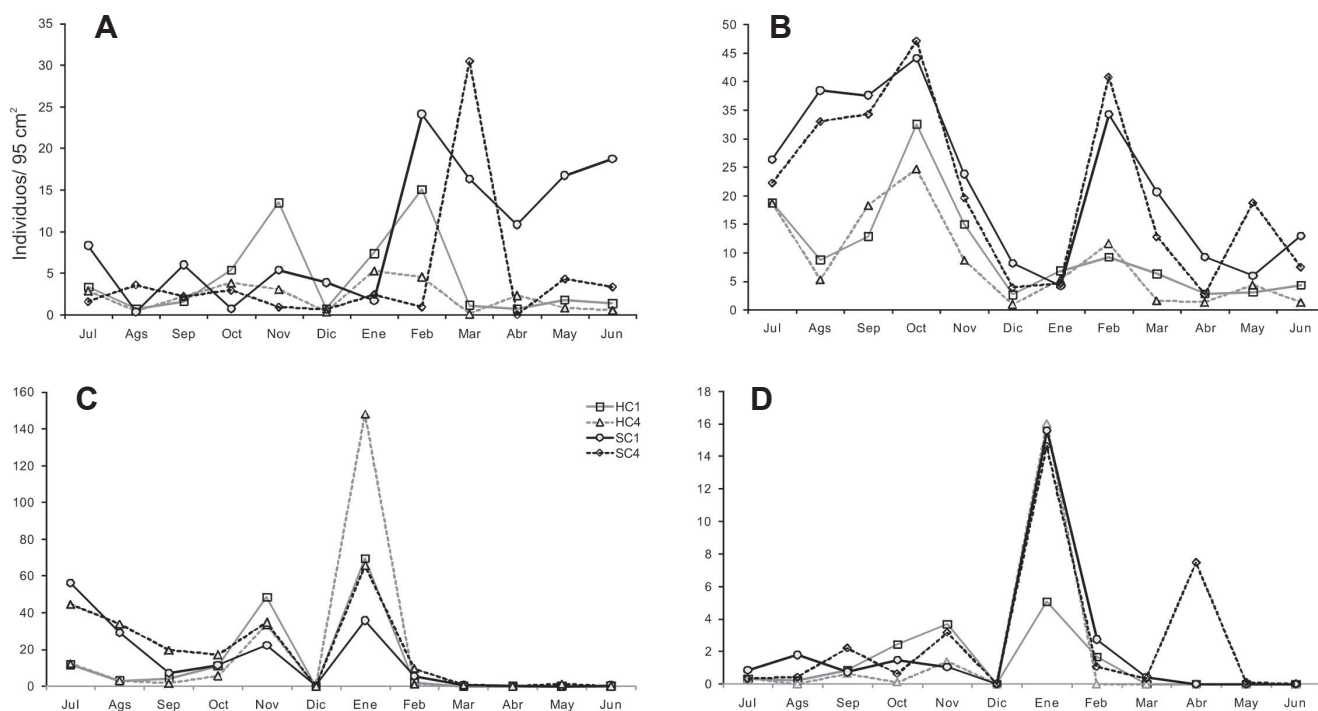 A
Individuos/ 95 cm²
35
30
25
20
15
10
5
0
Jul Ags Sep Oct Nov Dic Ene Feb Mar Abr May Jun
B
50
45
40
35
30
25
20
15
10
5
0
Jul Ags Sep Oct Nov Dic Ene Feb Mar Abr May Jun
C
160
140
120
100
80
60
40
20
0
HC1
HC4
SC1
SC4
Jul Ags Sep Oct Nov Dic Ene Feb Mar Abr May Jun
D
18
16
14
12
10
8
6
4
2
0
Jul Ags Sep Oct Nov Dic Ene Feb Mar Abr May Jun